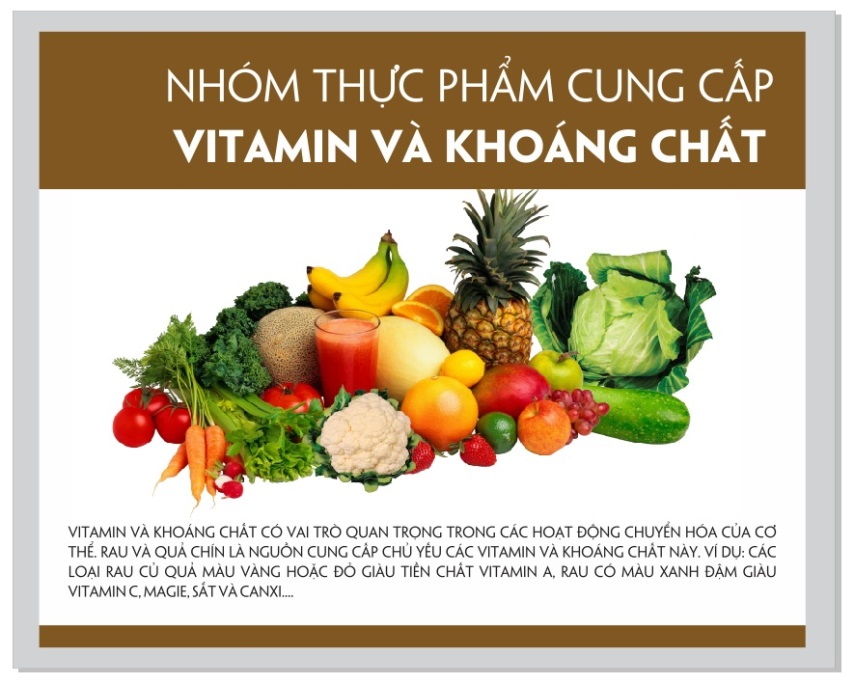 NHÓM THỰC PHẨM CUNG CẤP
VITAMIN VÀ KHOÁNG CHẤT
VITAMIN VÀ KHOÁNG CHẤT CÓ VAI TRÒ QUAN TRỌNG TRONG CÁC HOẠT ĐỘNG CHUYỂN HÓA CỦA CƠ
THỂ. RAU VÀ QUẢ CHÍN LÀ NGUỒN CUNG CẤP CHỦ YẾU CÁC VITAMIN VÀ KHOÁNG CHẤT NÀY. VÍ DỤ: CÁC
LOẠI RAU CỦ QUẢ MÀU VÀNG HOẶC ĐỎ GIÀU TIỀN CHẤT VITAMIN A, RAU CÓ MÀU XANH ĐẬM GIÀU
VITAMIN C, MAGIE, SẮT VÀ CANXI....